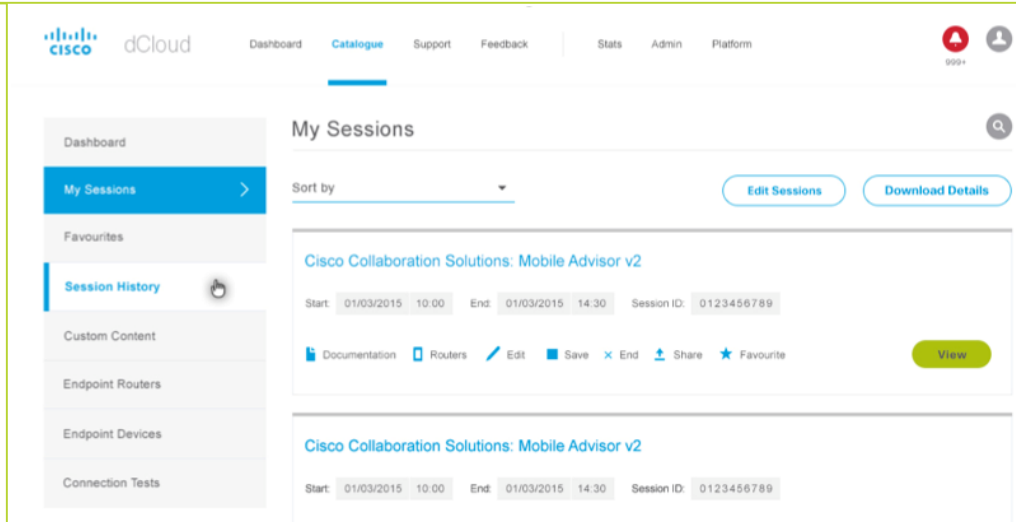 CISCO dCloud Dashboard Catalogue Support Feedback Stats Admin Platform
999+
Dashboard
My Sessions
Favourites
Session History
Custom Content
Endpoint Routers
Endpoint Devices
Connection Tests
My Sessions
Sort by Edit Sessions Download Details
Cisco Collaboration Solutions: Mobile Advisor v2
Start: 01/03/2015 10:00 End: 01/03/2015 14:30 Session ID: 0123456789
Documentation Routers Edit Save End Share Favourite View
Cisco Collaboration Solutions: Mobile Advisor v2
Start: 01/03/2015 10:00 End: 01/03/2015 14:30 Session ID: 0123456789